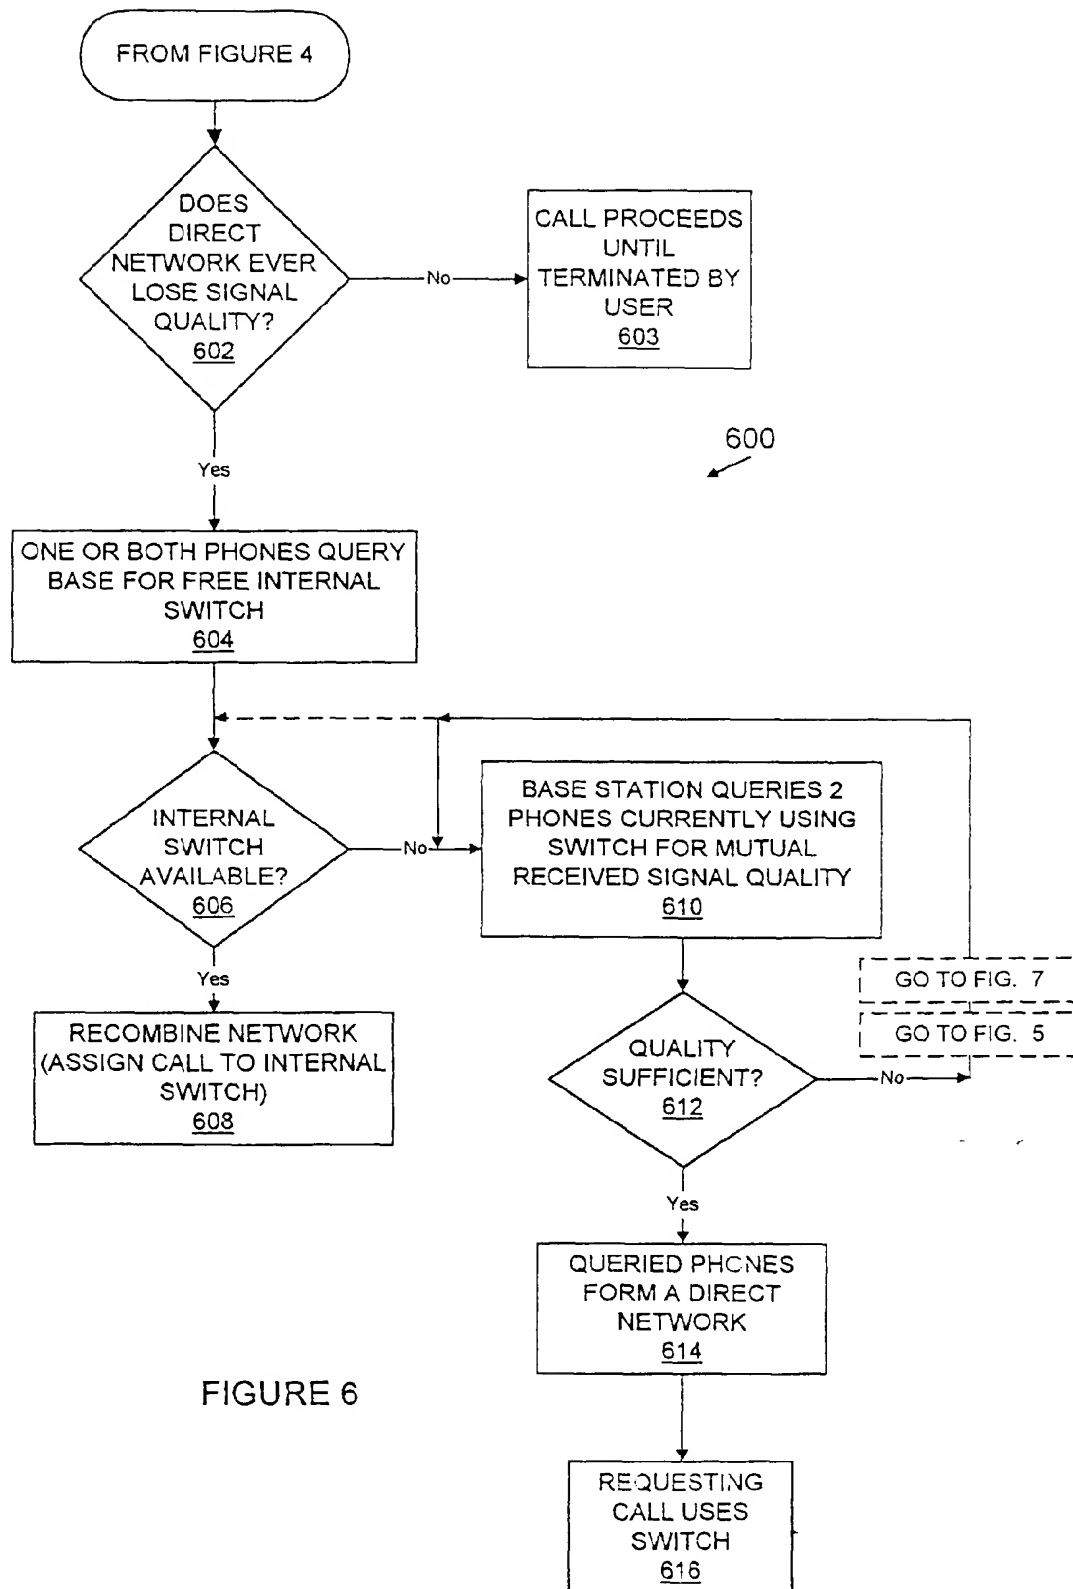 FROM FIGURE 4
DOES
DIRECT
NETWORK EVER
LOSE SIGNAL
QUALITY?
602
No
CALL PROCEEDS
UNTIL
TERMINATED BY
USER
603
600
Yes
ONE OR BOTH PHONES QUERY
BASE FOR FREE INTERNAL
SWITCH
604
INTERNAL
SWITCH
AVAILABLE?
606
No
BASE STATION QUERIES 2
PHONES CURRENTLY USING
SWITCH FOR MUTUAL
RECEIVED SIGNAL QUALITY
610
Yes
RECOMBINE NETWORK
(ASSIGN CALL TO INTERNAL
SWITCH)
608
GO TO FIG. 7
GO TO FIG. 5
QUALITY
SUFFICIENT?
612
No
Yes
QUERIED PHONES
FORM A DIRECT
NETWORK
614
FIGURE 6
REQUESTING
CALL USES
SWITCH
616